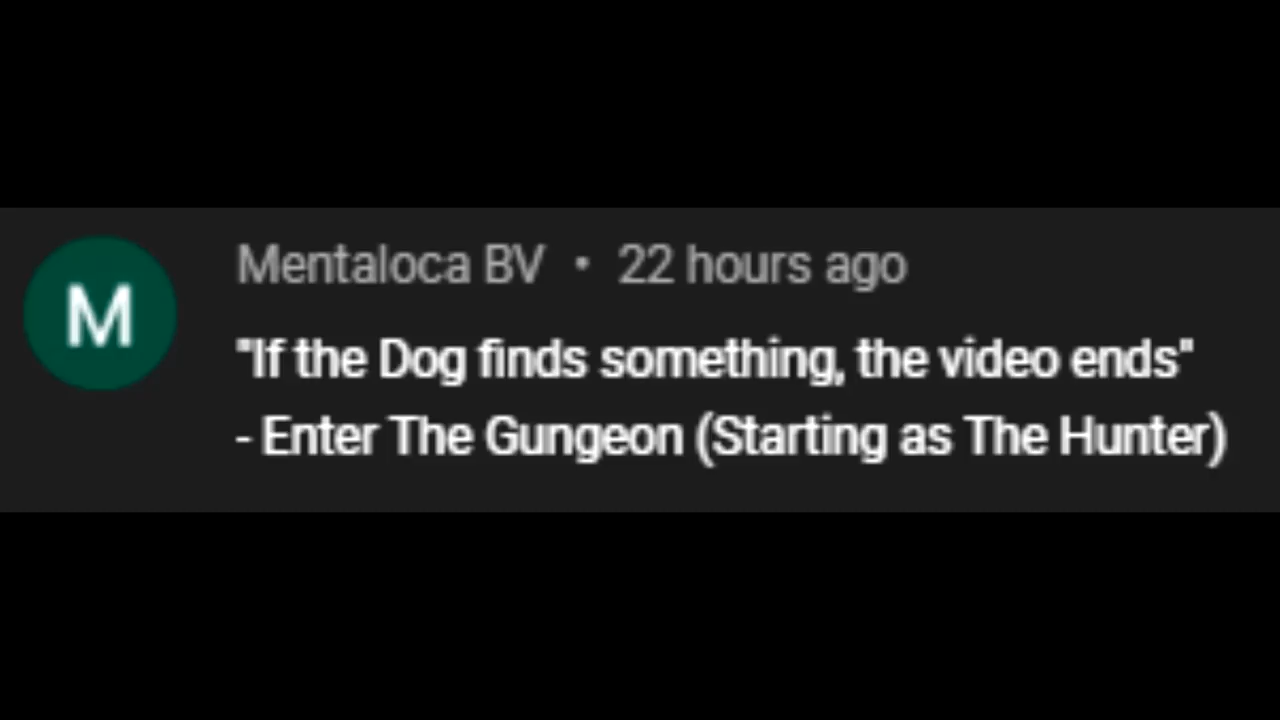 M
Mentaloca BV • 22 hours ago
"If the Dog finds something, the video ends"
- Enter The Gungeon (Starting as The Hunter)